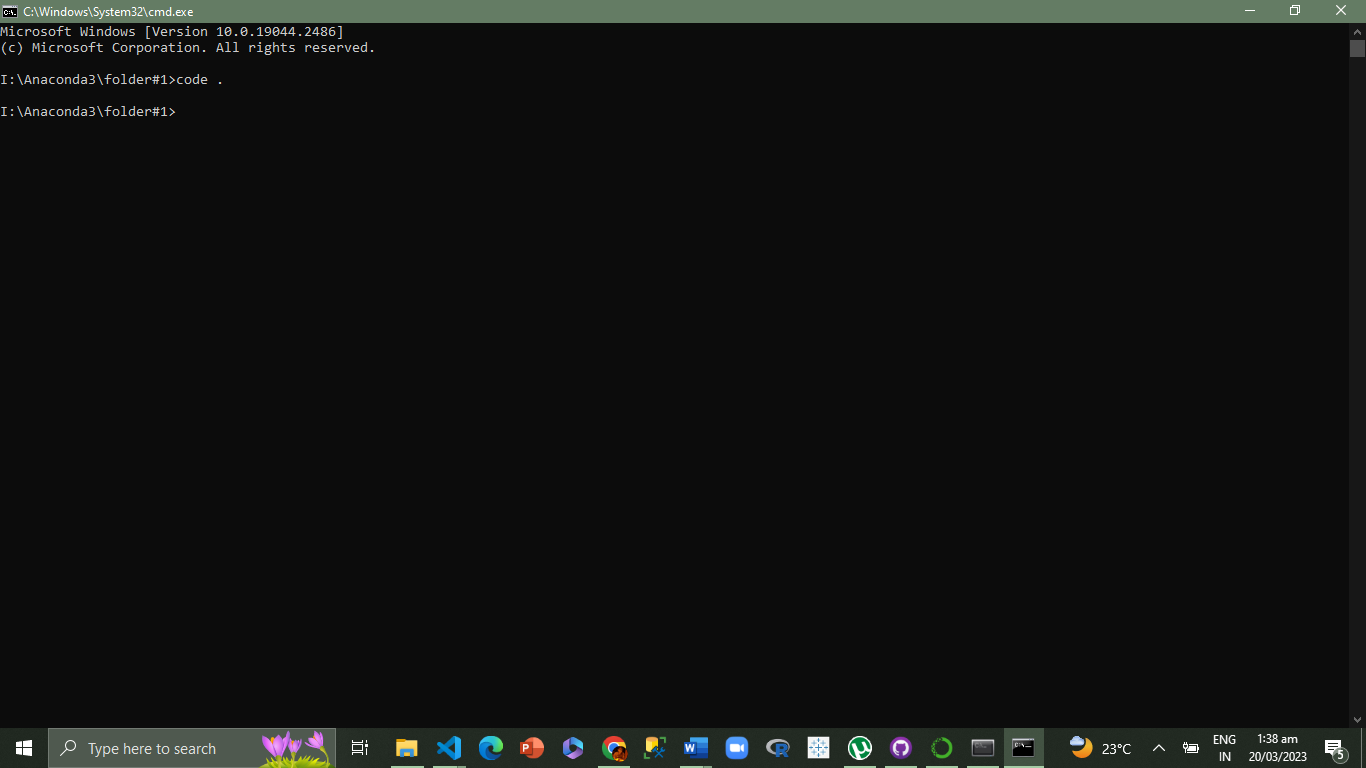 C:\Windows\System32\cmd.exe
Microsoft Windows [Version 10.0.19044.2486]
(c) Microsoft Corporation. All rights reserved.
I:\Anaconda3\folder#1>code .
I:\Anaconda3\folder#1>
Type here to search
23°C
ENG
IN
1:38 am
20/03/2023
5